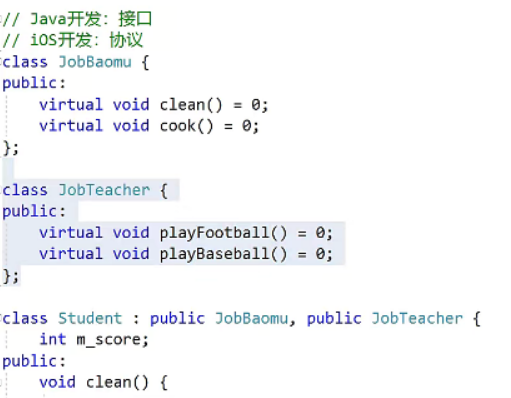 // Java开发：接口
// iOS开发：协议
class JobBaomu {
public:
    virtual void clean() = 0;
    virtual void cook() = 0;
};
class JobTeacher {
public:
    virtual void playFootball() = 0;
    virtual void playBaseball() = 0;
};
class Student : public JobBaomu, public JobTeacher {
    int m_score;
public:
    void clean() {